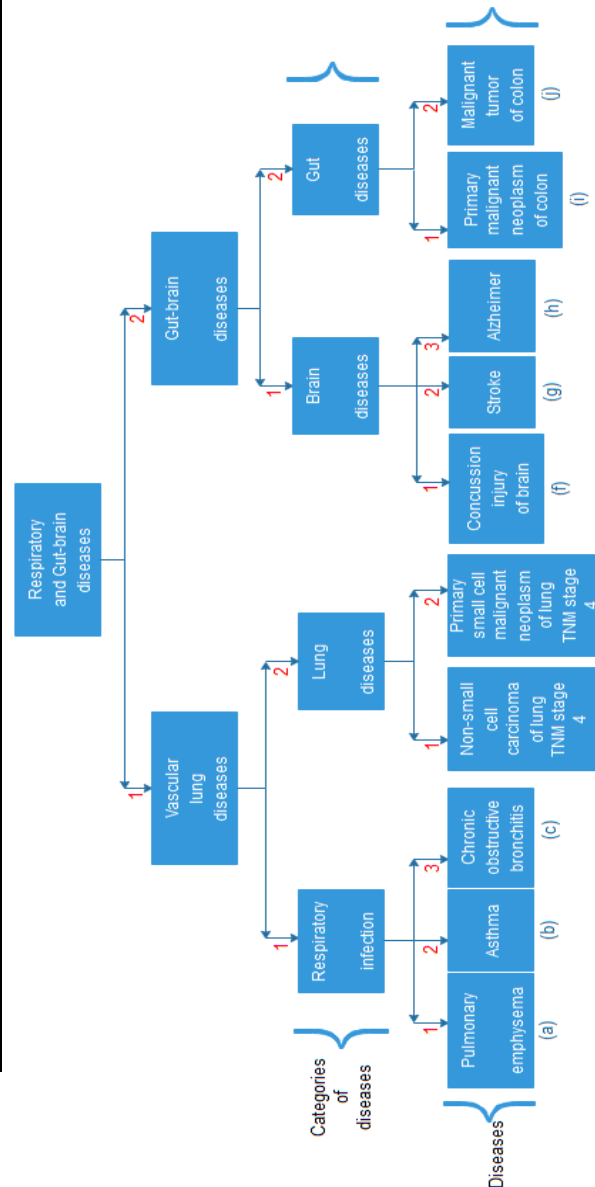 Respiratory
and Gut-brain
diseases
1
2
Vascular
lung
diseases
Gut-brain
diseases
1
2
1
2
Categories
of
diseases
Respiratory
infection
Lung
diseases
Brain
diseases
Gut
diseases
1
2
3
1
2
1
2
3
1
2
Diseases
Pulmonary
emphysema
Asthma
Chronic
obstructive
bronchitis
Non-small
cell
carcinoma
of lung
TNM stage
4
Primary
small cell
malignant
neoplasm
of lung
TNM stage
4
Concussion
injury
of brain
Stroke
Alzheimer
Primary
malignant
neoplasm
of colon
Malignant
tumor
of colon
(a)
(b)
(c)
(f)
(g)
(h)
(i)
(j)